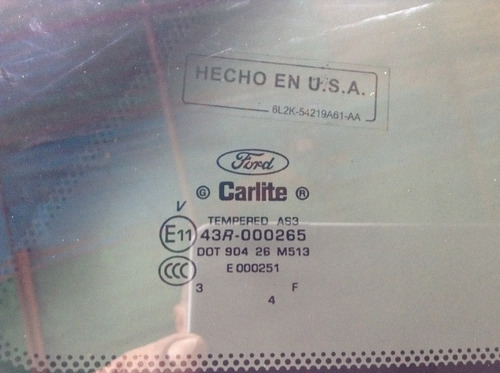 HECHO EN U.S.A.
6L2K-54219A61-AA
Ford
G Carlite R
TEMPERED AS3
V
E11 43R-000265
DOT 904 26 M513
CCC E000251
3 F
4